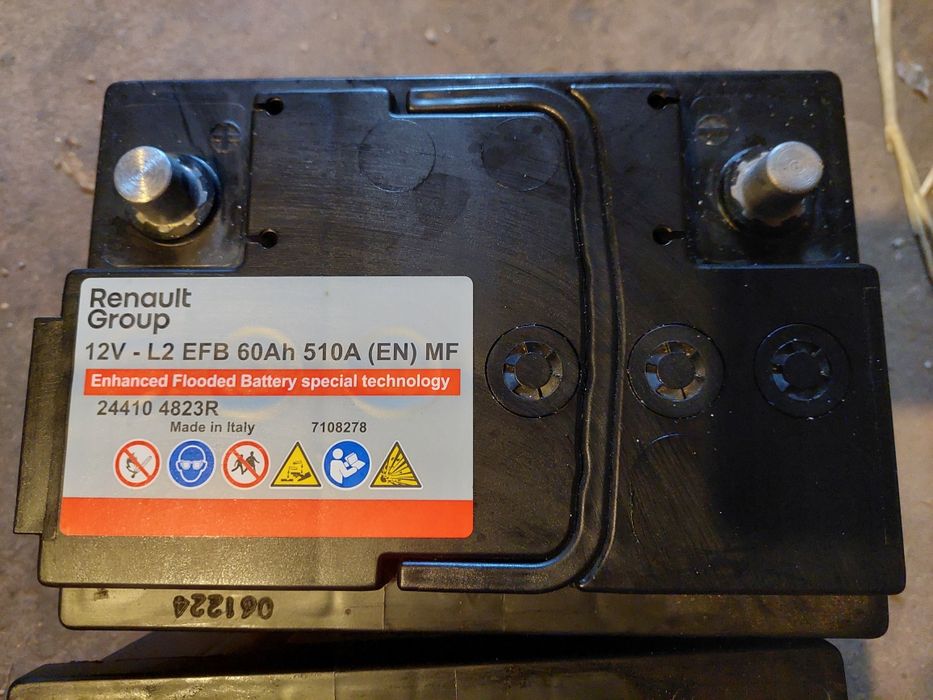 Renault
Group
12V - L2 EFB 60Ah 510A (EN) MF
Enhanced Flooded Battery special technology
24410 4823R
Made in Italy 7108278
061224